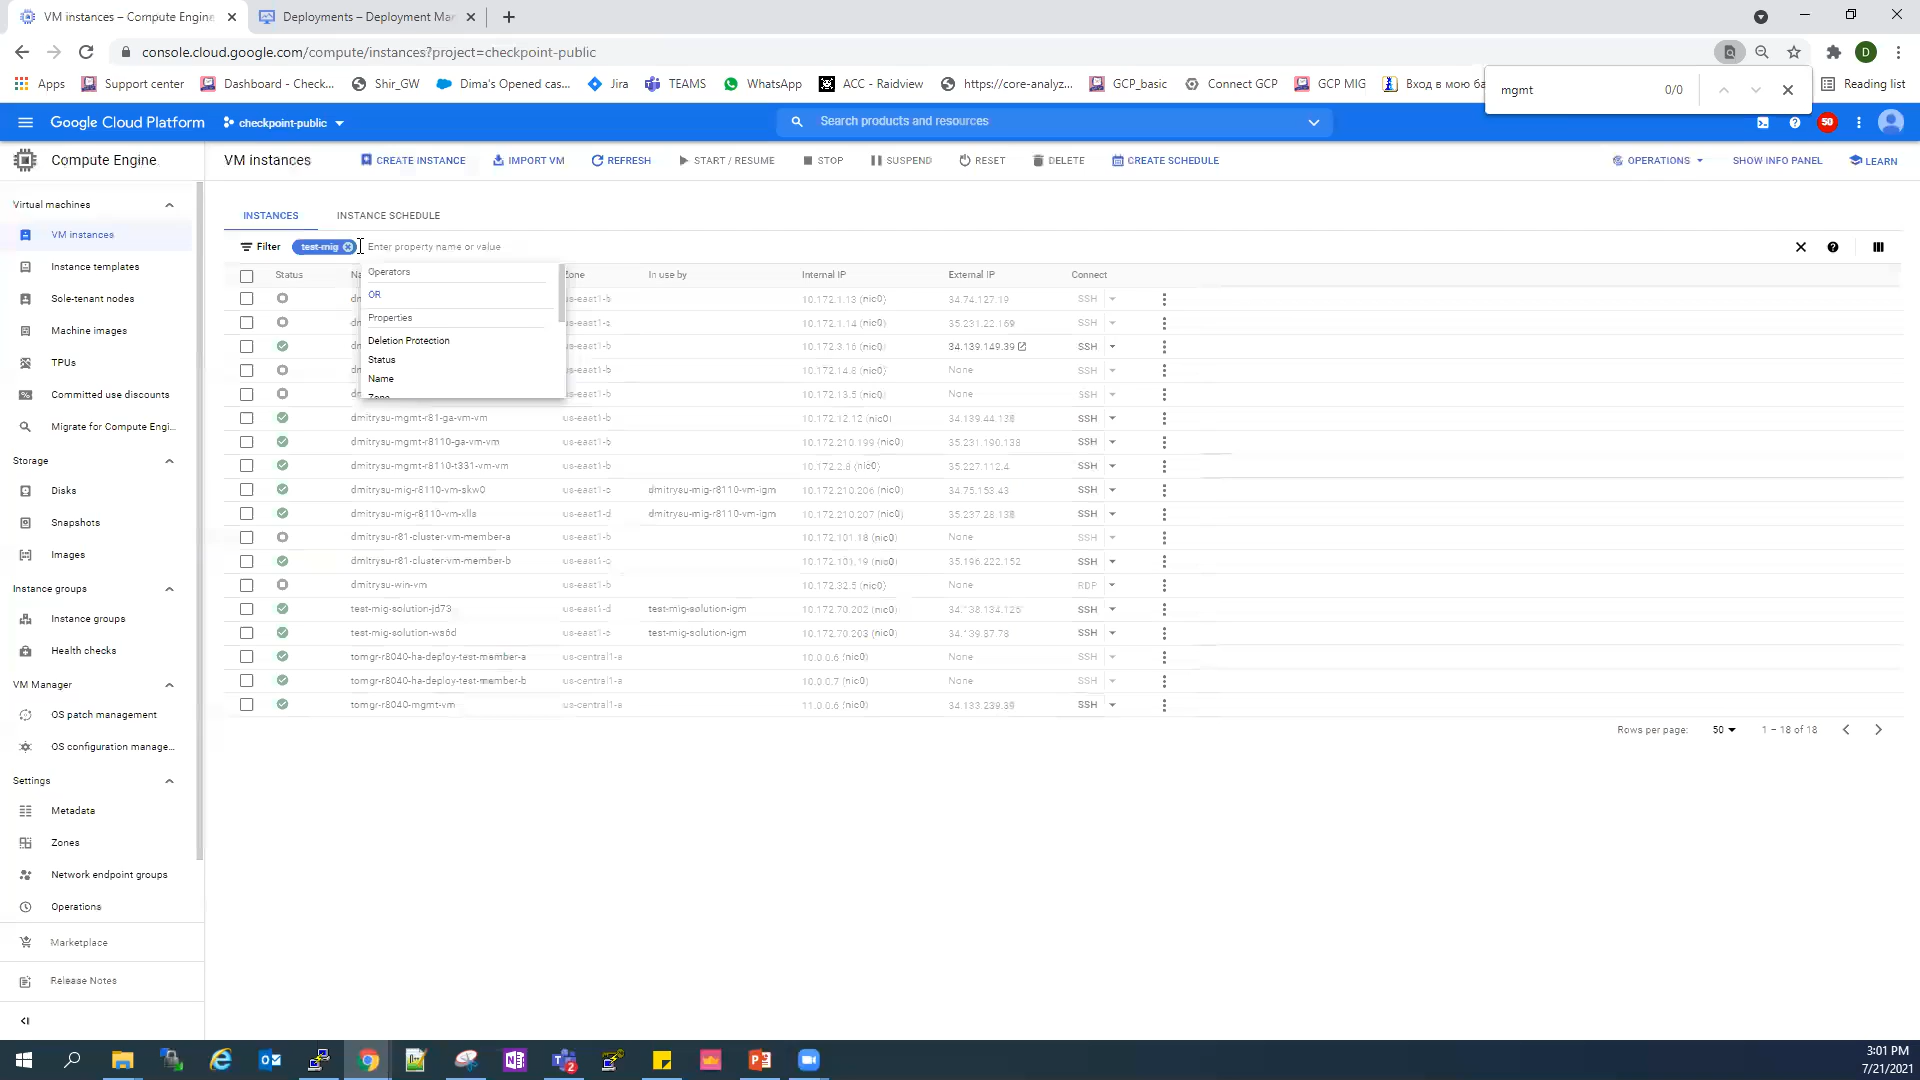 VM instances – Compute Engine
Deployments – Deployment Ma
console.cloud.google.com/compute/instances?project=checkpoint-public
D
Apps
Support center
Dashboard - Check...
Shir_GW
Dima's Opened cas...
Jira
TEAMS
WhatsApp
ACC - Raidview
https://core-analyz...
GCP_basic
Connect GCP
GCP MIG
Вход в мою ба
Reading list
mgmt
0/0
Google Cloud Platform
checkpoint-public
Search products and resources
50
Compute Engine
VM instances
CREATE INSTANCE
IMPORT VM
REFRESH
START / RESUME
STOP
SUSPEND
RESET
DELETE
CREATE SCHEDULE
OPERATIONS
SHOW INFO PANEL
LEARN
Virtual machines
VM instances
Instance templates
Sole-tenant nodes
Machine images
TPUs
Committed use discounts
Migrate for Compute Engi...
Storage
Disks
Snapshots
Images
Instance groups
Instance groups
Health checks
VM Manager
OS patch management
OS configuration manage...
Settings
Metadata
Zones
Network endpoint groups
Operations
Marketplace
Release Notes
INSTANCES
INSTANCE SCHEDULE
Filter
test-mig
Enter property name or value
Operators
OR
Properties
Deletion Protection
Status
Name
Zone
Status
In use by
Internal IP
External IP
Connect
us-east1-b 10.172.1.13 (nic0) 34.74.127.19 SSH
10.172.1.14 (nic0) 35.231.22.169 SSH
us-east1-b 10.172.3.16 (nic0) 34.139.149.39 SSH
us-east1-b 10.172.14.8 (nic0) None SSH
us-east1-b 10.172.13.5 (nic0) None SSH
dmitrysu-mgmt-r81-ga-vm-vm us-east1-b 10.172.12.12 (nic0) 34.139.44.138 SSH
dmitrysu-mgmt-r8110-ga-vm-vm us-east1-b 10.172.210.199 (nic0) 35.231.190.138 SSH
dmitrysu-mgmt-r8110-t331-vm-vm us-east1-b 10.172.2.8 (nic0) 35.227.112.4 SSH
dmitrysu-mig-r8110-vm-skw0 dmitrysu-mig-r8110-vm-igm 10.172.210.206 (nic0) 34.75.153.43 SSH
dmitrysu-mig-r8110-vm-xlls us-east1-d dmitrysu-mig-r8110-vm-igm 10.172.210.207 (nic0) 35.237.28.138 SSH
dmitrysu-r81-cluster-vm-member-a us-east1-b 10.172.101.18 (nic0) None SSH
dmitrysu-r81-cluster-vm-member-b us-east1-c 10.172.101.19 (nic0) 35.196.222.152 SSH
dmitrysu-win-vm us-east1-b 10.172.32.5 (nic0) None RDP
test-mig-solution-jd73 us-east1-d test-mig-solution-igm 10.172.70.202 (nic0) 34.138.134.125 SSH
test-mig-solution-ws6d test-mig-solution-igm 10.172.70.203 (nic0) 34.139.87.78 SSH
tomgr-r8040-ha-deploy-test-member-a us-central1-a 10.0.0.6 (nic0) None SSH
tomgr-r8040-ha-deploy-test-member-b us-central1-a 10.0.0.7 (nic0) None SSH
tomgr-r8040-mgmt-vm us-central1-a 11.0.0.6 (nic0) 34.133.239.39 SSH
Rows per page: 50 1 – 18 of 18
3:01 PM
7/21/2021